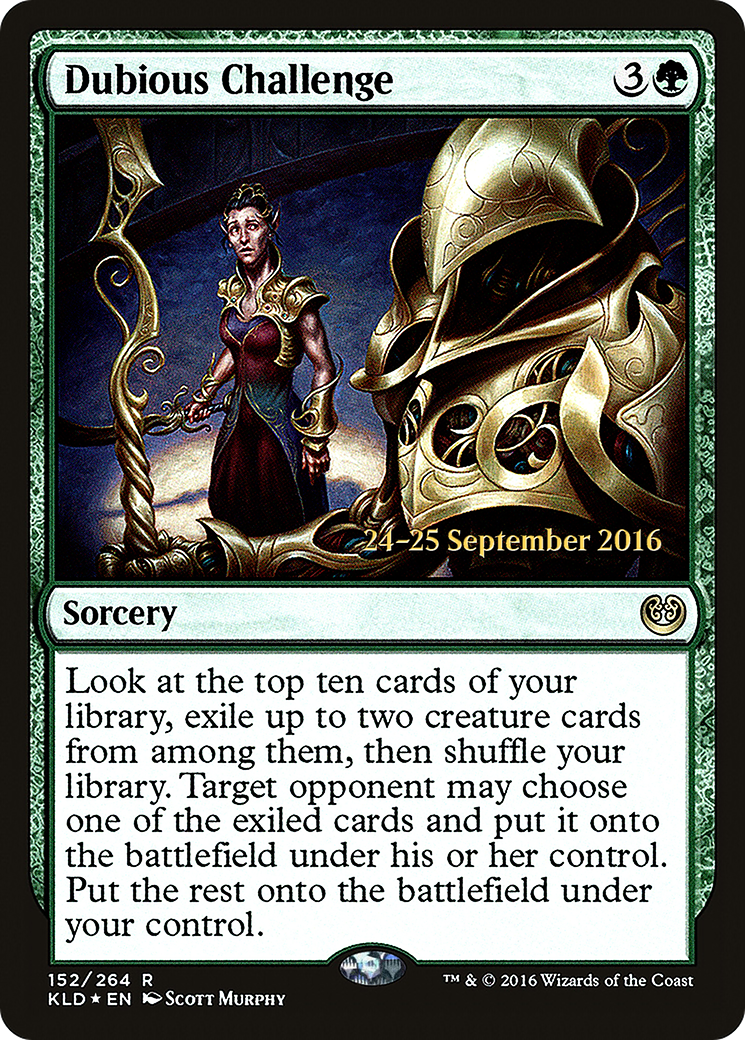 Dubious Challenge 3
24–25 September 2016
Sorcery
Look at the top ten cards of your
library, exile up to two creature cards
from among them, then shuffle your
library. Target opponent may choose
one of the exiled cards and put it onto
the battlefield under his or her control.
Put the rest onto the battlefield under
your control.
152/264 R
KLD ★ EN Scott Murphy
™ & © 2016 Wizards of the Coast